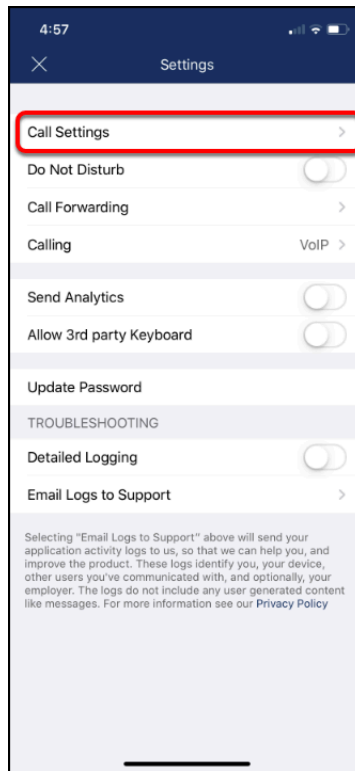 4:57
Settings
Call Settings
Do Not Disturb
Call Forwarding
Calling VoIP
Send Analytics
Allow 3rd party Keyboard
Update Password
TROUBLESHOOTING
Detailed Logging
Email Logs to Support
Selecting "Email Logs to Support" above will send your
application activity logs to us, so that we can help you, and
improve the product. These logs identify you, your device,
other users you've communicated with, and optionally, your
employer. The logs do not include any user generated content
like messages. For more information see our Privacy Policy